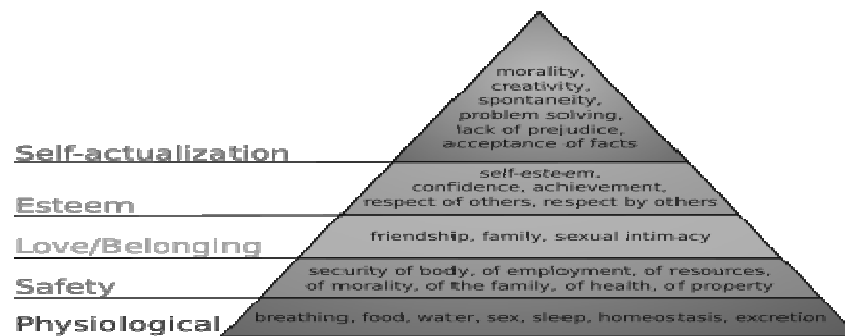 morality,
creativity,
spontaneity,
problem solving,
lack of prejudice,
acceptance of facts
Self-actualization
self-esteem,
confidence, achievement,
respect of others, respect by others
Esteem
friendship, family, sexual intimacy
Love/Belonging
security of body, of employment, of resources,
of morality, of the family, of health, of property
Safety
breathing, food, water, sex, sleep, homeostasis, excretion
Physiological